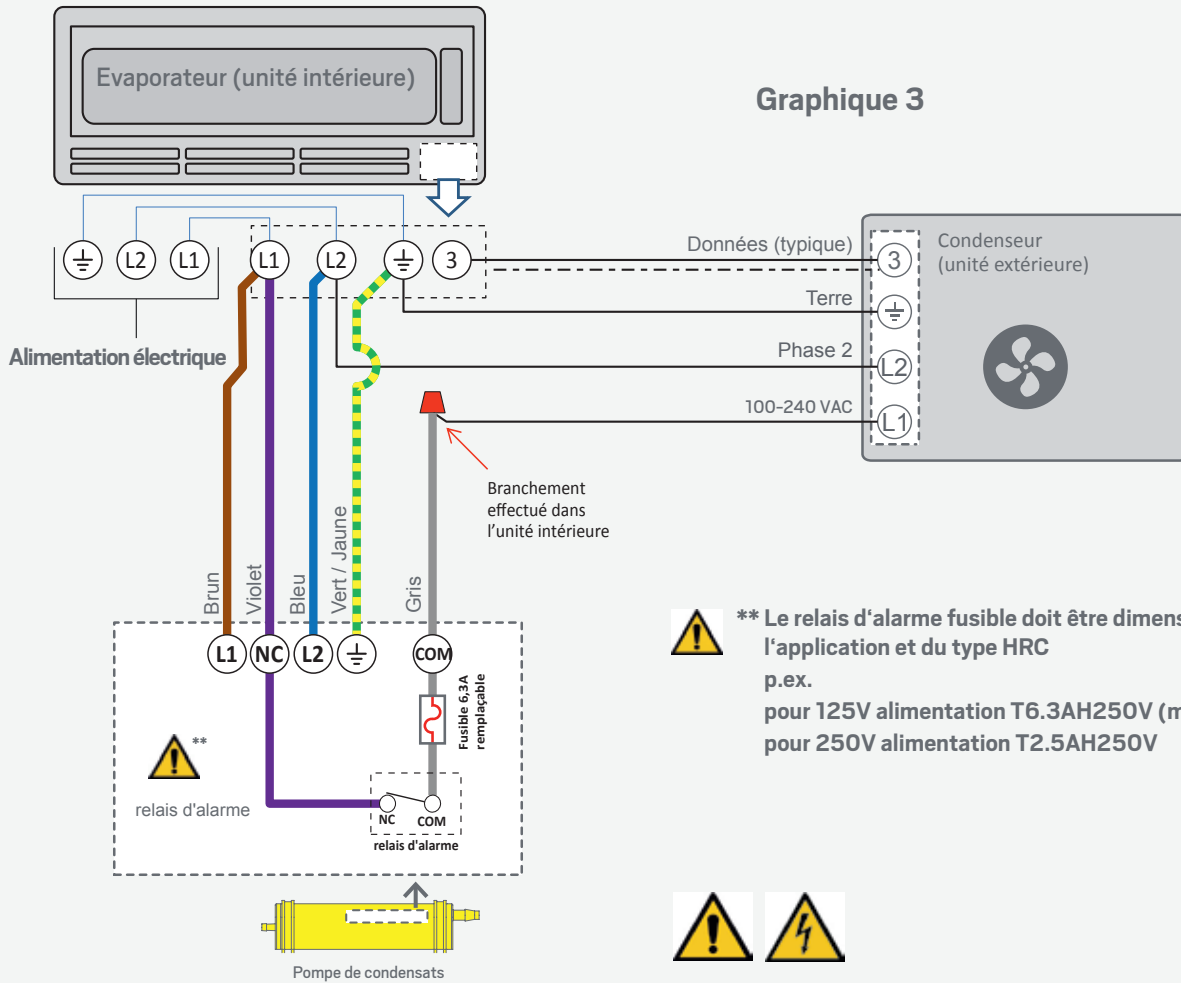 Evaporateur (unité intérieure)
Graphique 3
L2
L1
L1
L2
3
Alimentation électrique
Données (typique)
Terre
Phase 2
100-240 VAC
3
L2
L1
Condenseur
(unité extérieure)
Branchement
effectué dans
l'unité intérieure
Brun
Violet
Bleu
Vert / Jaune
Gris
L1
NC
L2
COM
Fusible 6,3A
remplaçable
**
relais d'alarme
NC
COM
relais d'alarme
Pompe de condensats
** Le relais d‘alarme fusible doit être
l‘application et du type HRC
p.ex.
pour 125V alimentation T6.3AH250V
pour 250V alimentation T2.5AH250V